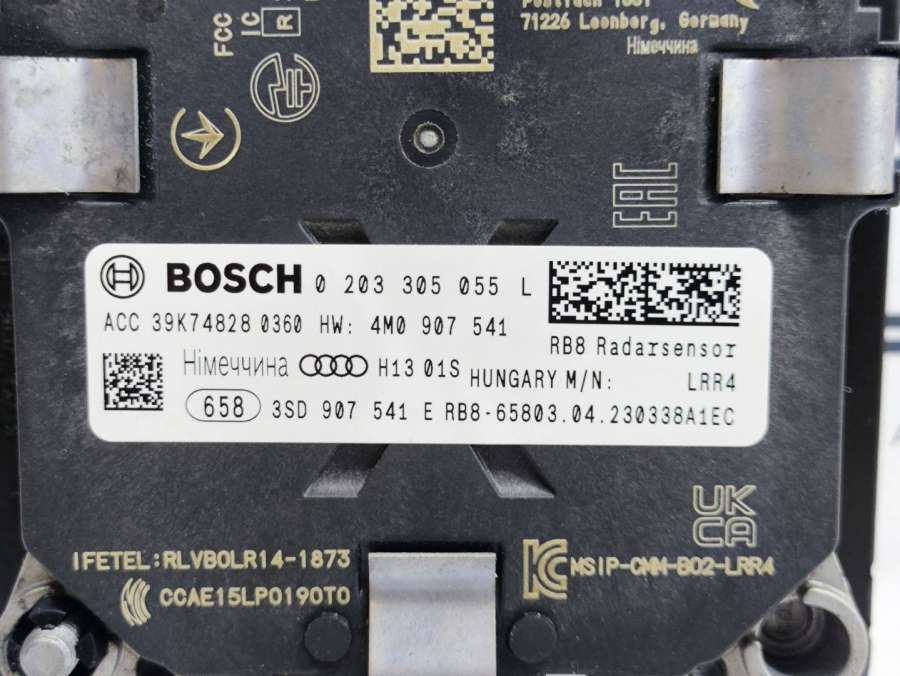 FCC
IC
R
71226 Leonberg, Germany
Німеччина
EAC
BOSCH 0 203 305 055 L
ACC 39K74828 0360 HW: 4M0 907 541
RB8 Radarsensor
Німеччина H13 01S HUNGARY M/N: LRR4
658 3SD 907 541 E RB8-65803.04.230338A1EC
UK
CA
IFETEL:RLVBOLR14-1873
MSIP-CMM-B02-LRR4
CCAE15LP0190T0